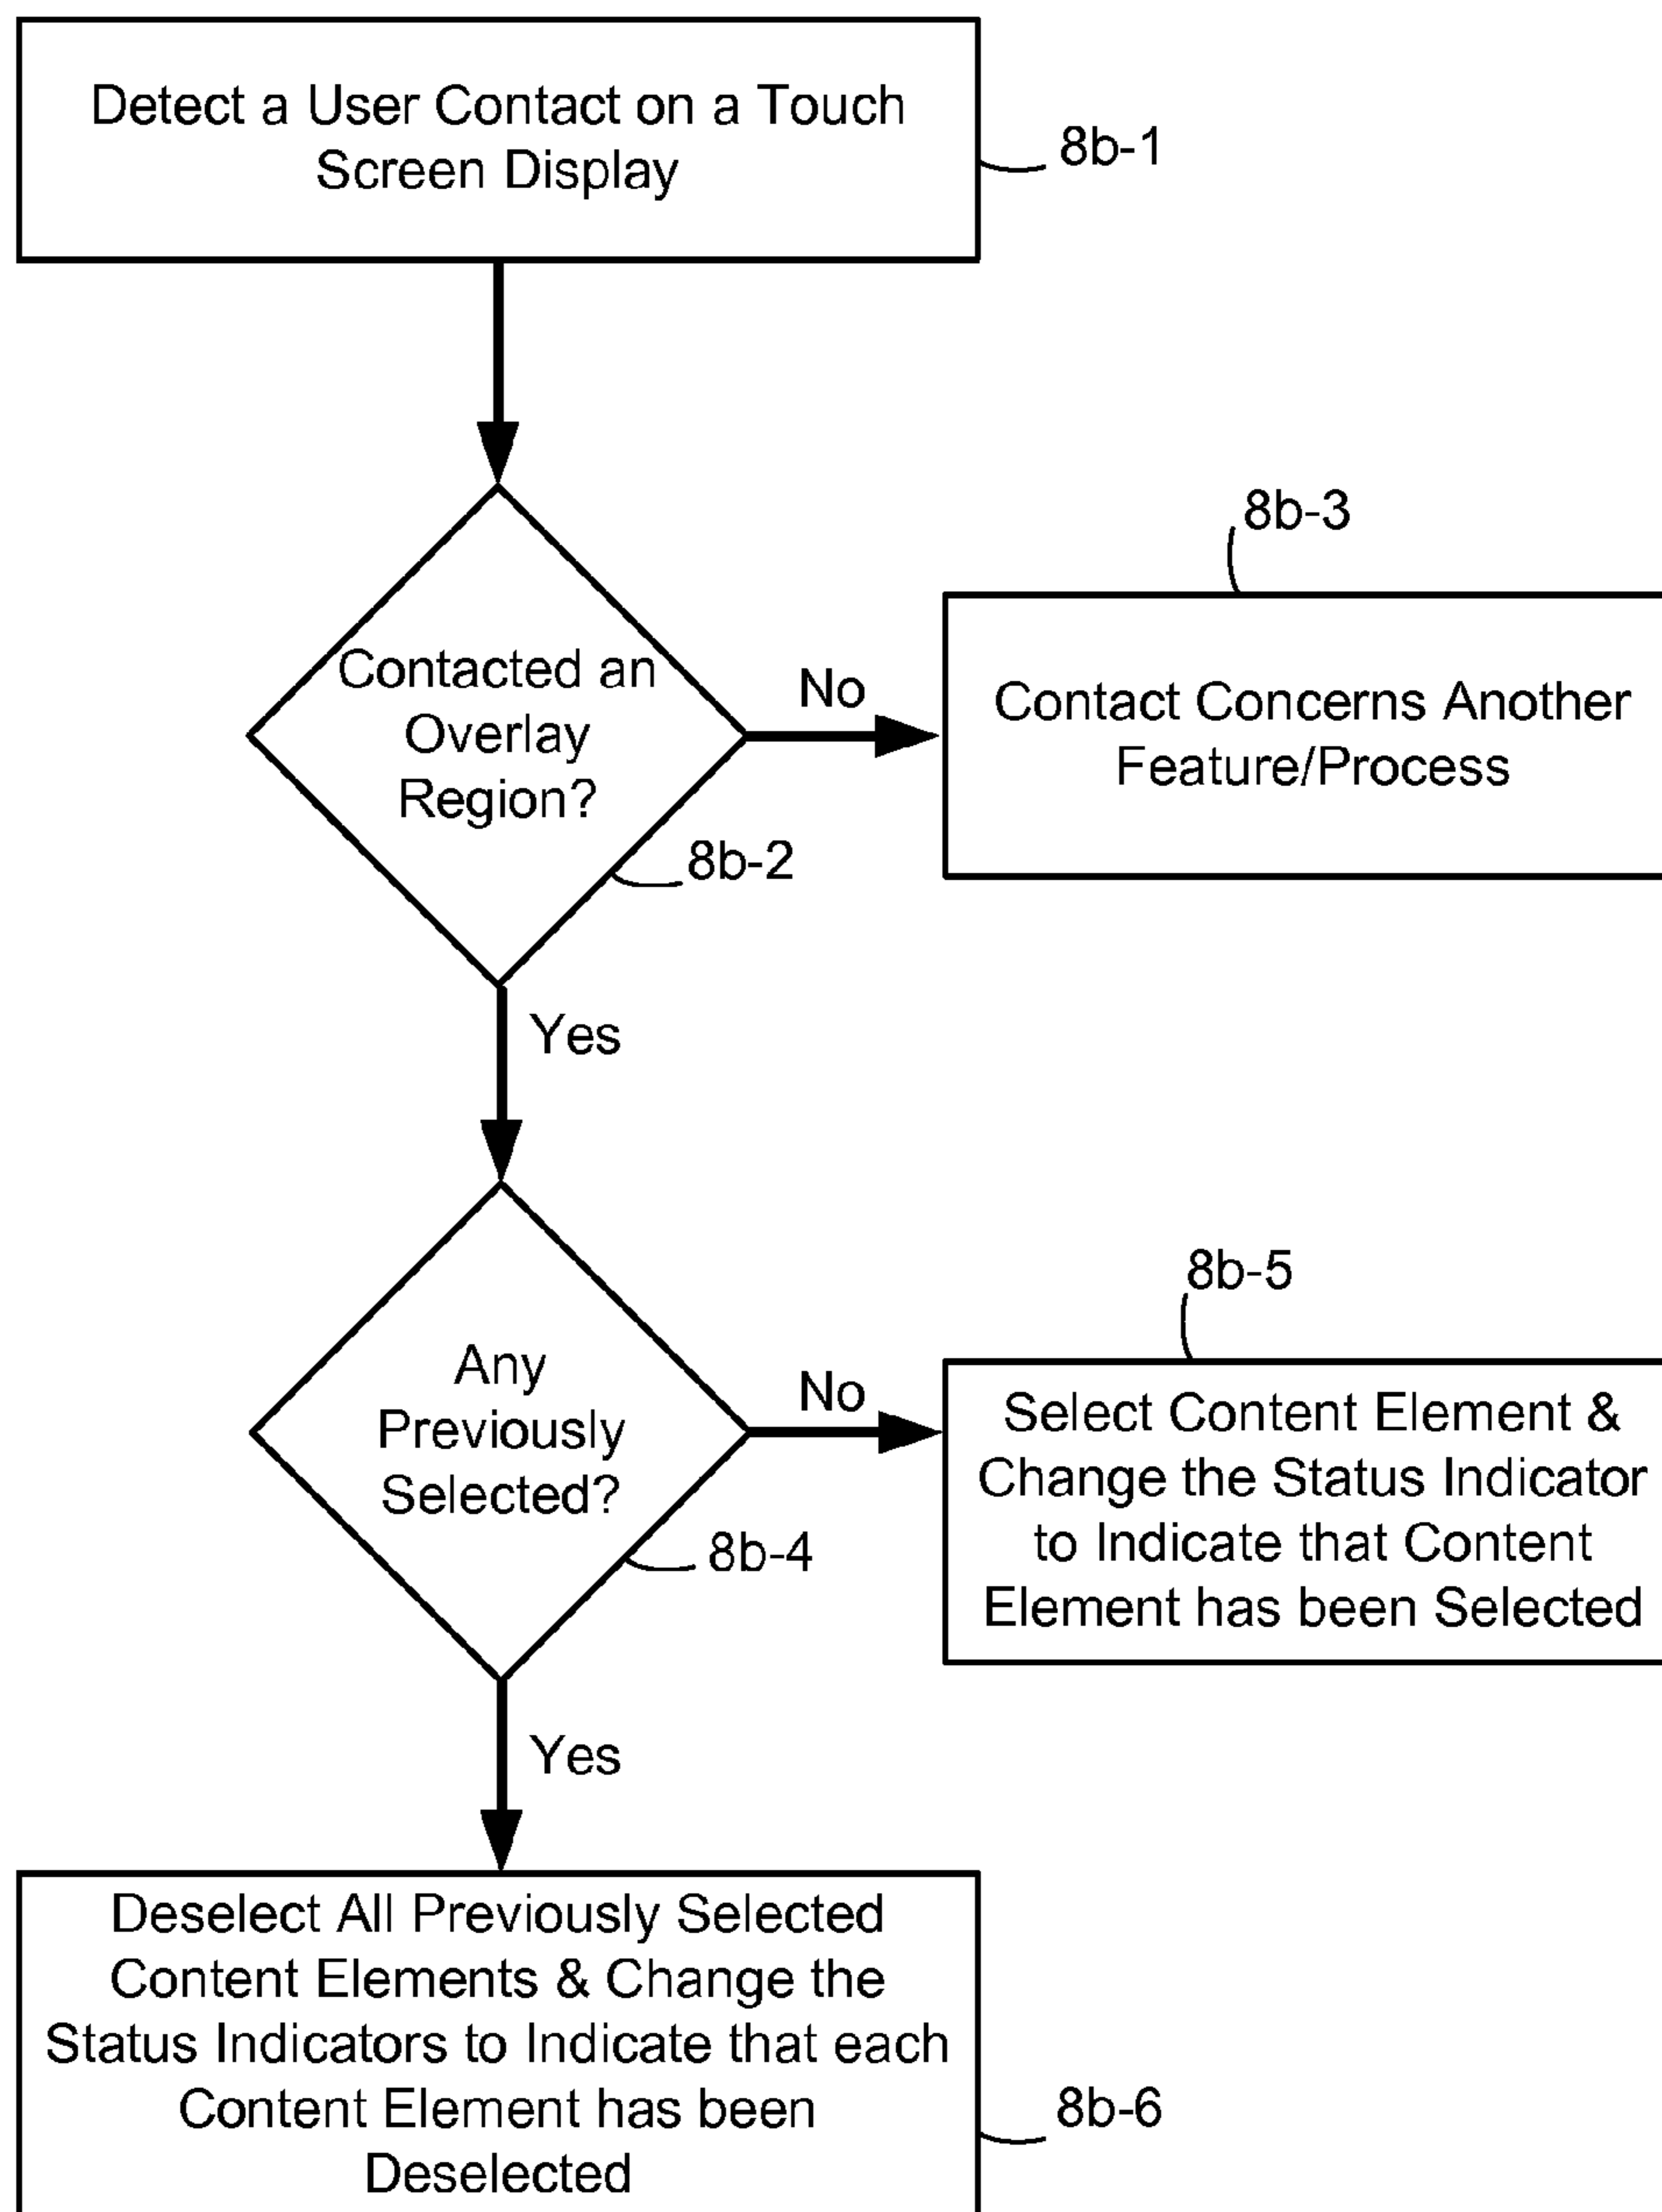 Detect a User Contact on a Touch
Screen Display
8b-1
8b-3
Contacted an
Overlay
Region?
8b-2
No
Contact Concerns Another
Feature/Process
Yes
8b-5
Any
Previously
Selected?
8b-4
No
Select Content Element &
Change the Status Indicator
to Indicate that Content
Element has been Selected
Yes
Deselect All Previously Selected
Content Elements & Change the
Status Indicators to Indicate that each
Content Element has been
Deselected
8b-6